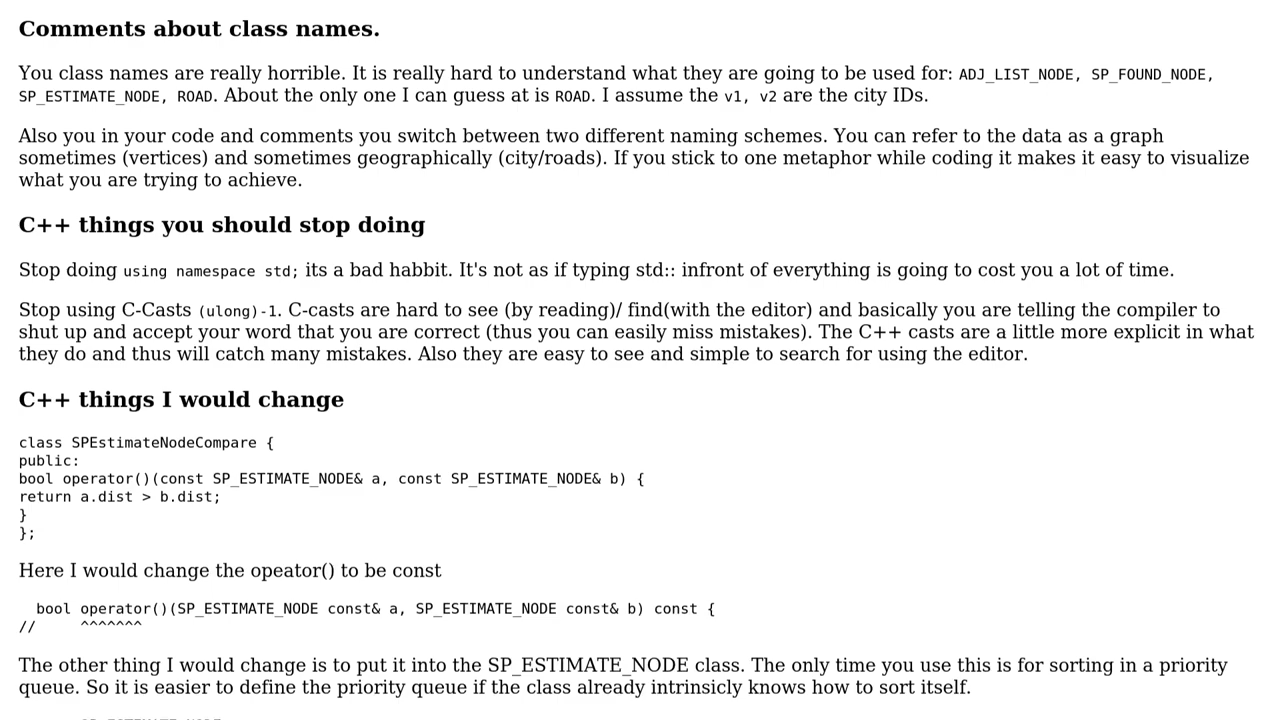 Comments about class names.
You class names are really horrible. It is really hard to understand what they are going to be used for: ADJ_LIST_NODE, SP_FOUND_NODE,
SP_ESTIMATE_NODE, ROAD. About the only one I can guess at is ROAD. I assume the v1, v2 are the city IDs.
Also you in your code and comments you switch between two different naming schemes. You can refer to the data as a graph
sometimes (vertices) and sometimes geographically (city/roads). If you stick to one metaphor while coding it makes it easy to visualize
what you are trying to achieve.
C++ things you should stop doing
Stop doing using namespace std; its a bad habbit. It's not as if typing std:: infront of everything is going to cost you a lot of time.
Stop using C-Casts (ulong)-1. C-casts are hard to see (by reading)/ find(with the editor) and basically you are telling the compiler to
shut up and accept your word that you are correct (thus you can easily miss mistakes). The C++ casts are a little more explicit in what
they do and thus will catch many mistakes. Also they are easy to see and simple to search for using the editor.
C++ things I would change
class SPEstimateNodeCompare {
public:
bool operator()(const SP_ESTIMATE_NODE& a, const SP_ESTIMATE_NODE& b) {
return a.dist > b.dist;
}
};
Here I would change the opeator() to be const
  bool operator()(SP_ESTIMATE_NODE const& a, SP_ESTIMATE_NODE const& b) const {
//     ^^^^^^^
The other thing I would change is to put it into the SP_ESTIMATE_NODE class. The only time you use this is for sorting in a priority
queue. So it is easier to define the priority queue if the class already intrinsicly knows how to sort itself.